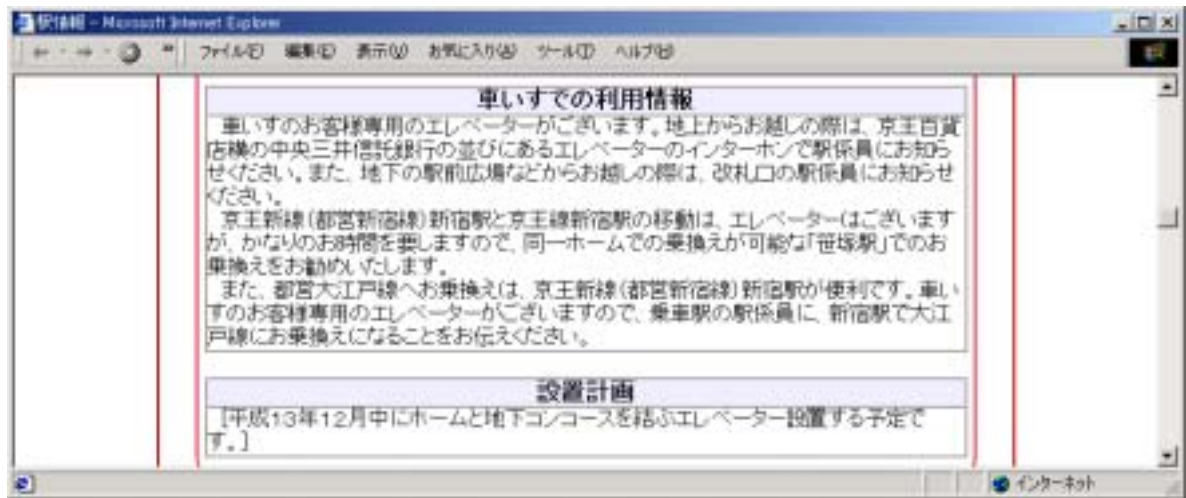 駅情報 - Microsoft Internet Explorer
ファイル(F) 編集(E) 表示(V) お気に入り(A) ツール(T) ヘルプ(H)
車いすでの利用情報
車いすのお客様専用のエレベーターがございます。地上からお越しの際は、京王百貨
店横の中央三井信託銀行の並びにあるエレベーターのインターホンで駅係員にお知ら
せください。また、地下の駅前広場などからお越しの際は、改札口の駅係員にお知らせ
ください。
京王新線(都営新宿線)新宿駅と京王線新宿駅の移動は、エレベーターはございます
が、かなりのお時間を要しますので、同一ホームでの乗換えが可能な「笹塚駅」でのお
乗換えをお勧めいたします。
また、都営大江戸線へお乗換えは、京王新線(都営新宿線)新宿駅が便利です。車い
すのお客様専用のエレベーターがございますので、乗車駅の駅係員に、新宿駅で大江
戸線にお乗換えになることをお伝えください。
設置計画
[平成13年12月中にホームと地下コンコースを結ぶエレベーター設置する予定で
す。]
インターネット